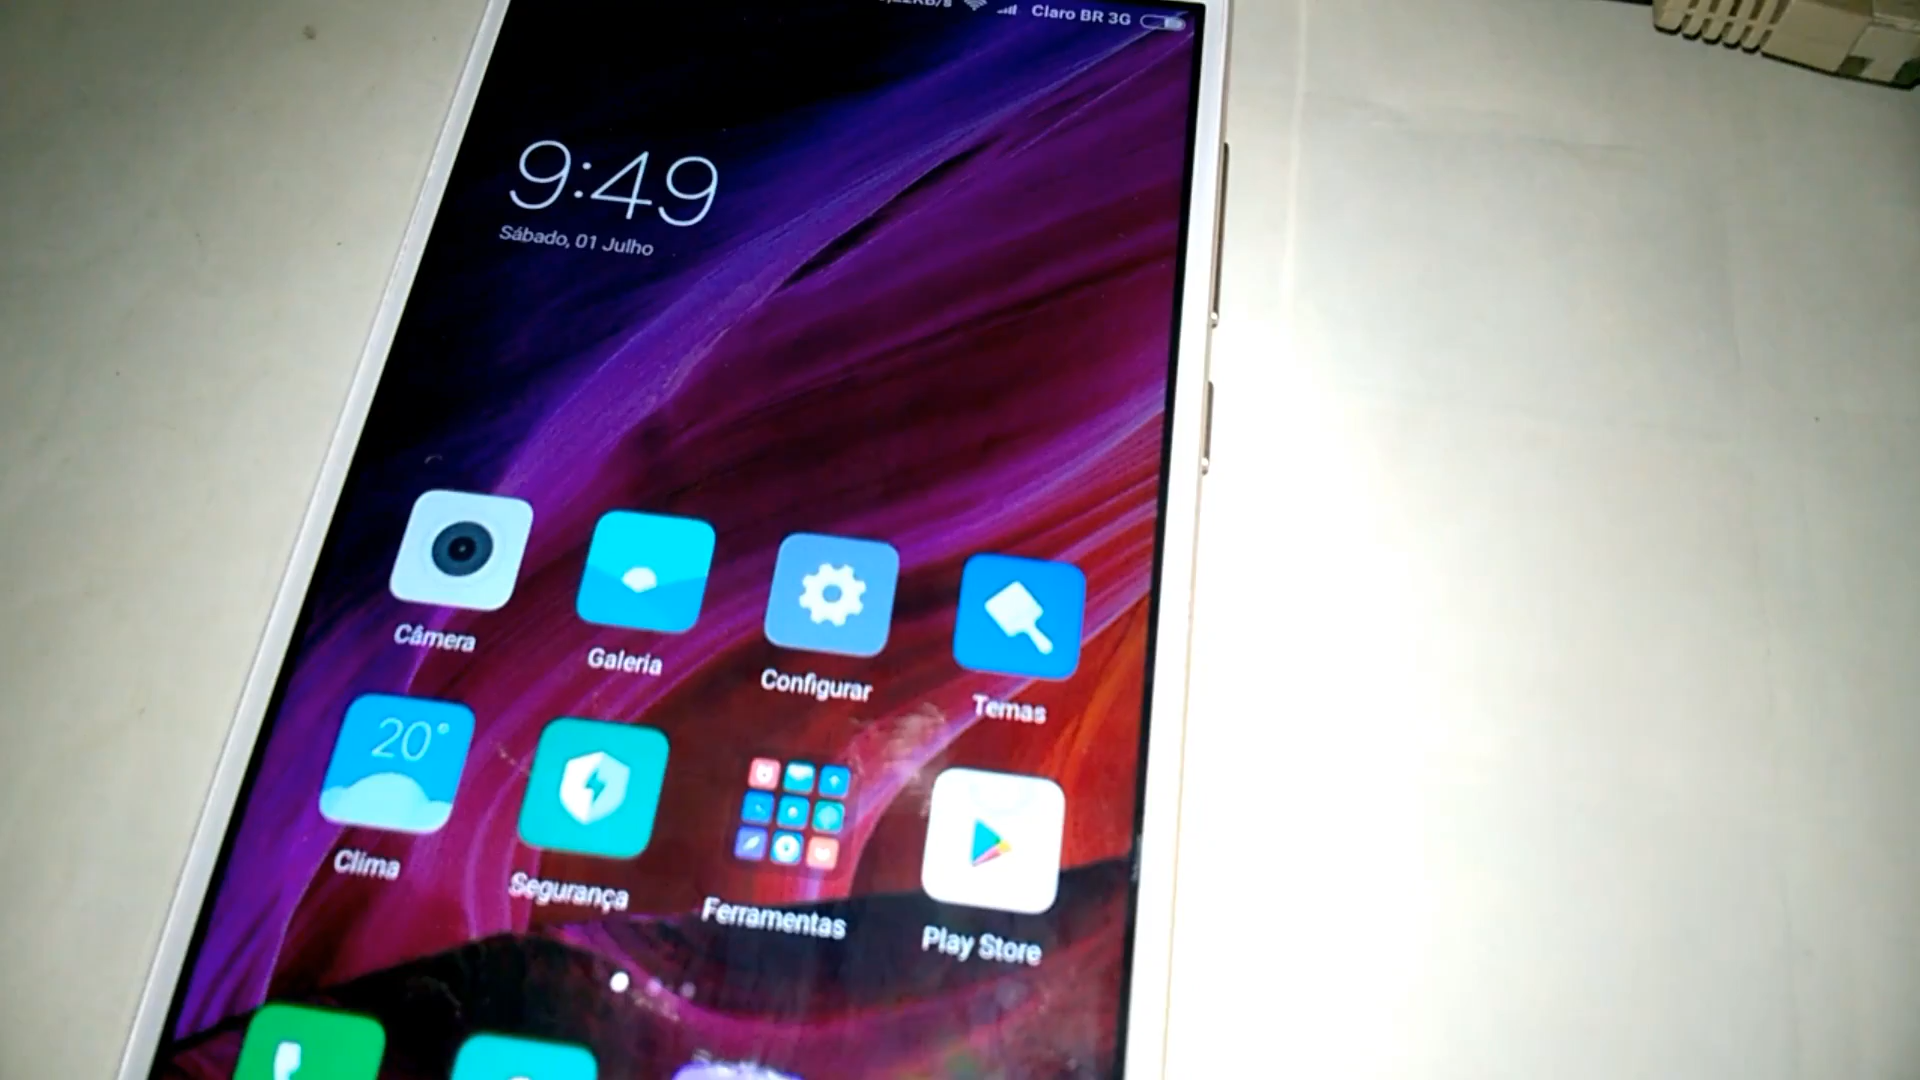 Claro BR 3G
9:49
Sábado, 01 Julho
Câmera
Galeria
Configurar
Temas
20°
Clima
Segurança
Ferramentas
Play Store